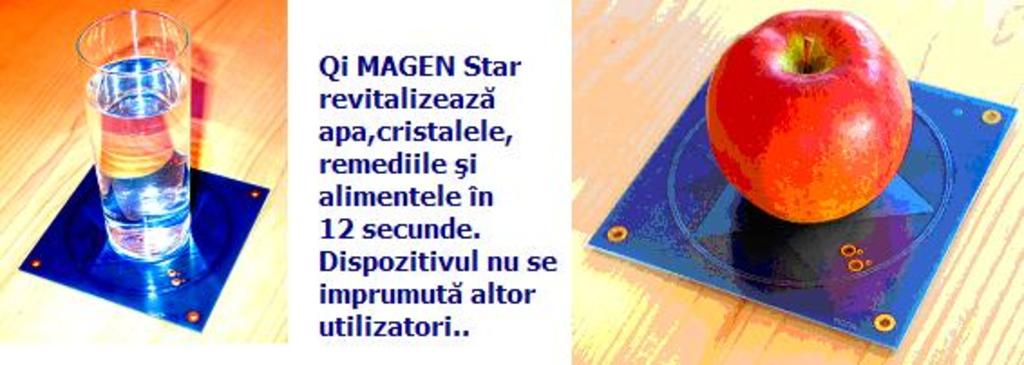 Qi MAGEN Star
revitalizează
apa,cristalele,
remediile şi
alimentele în
12 secunde.
Dispozitivul nu se
imprumută altor
utilizatori..